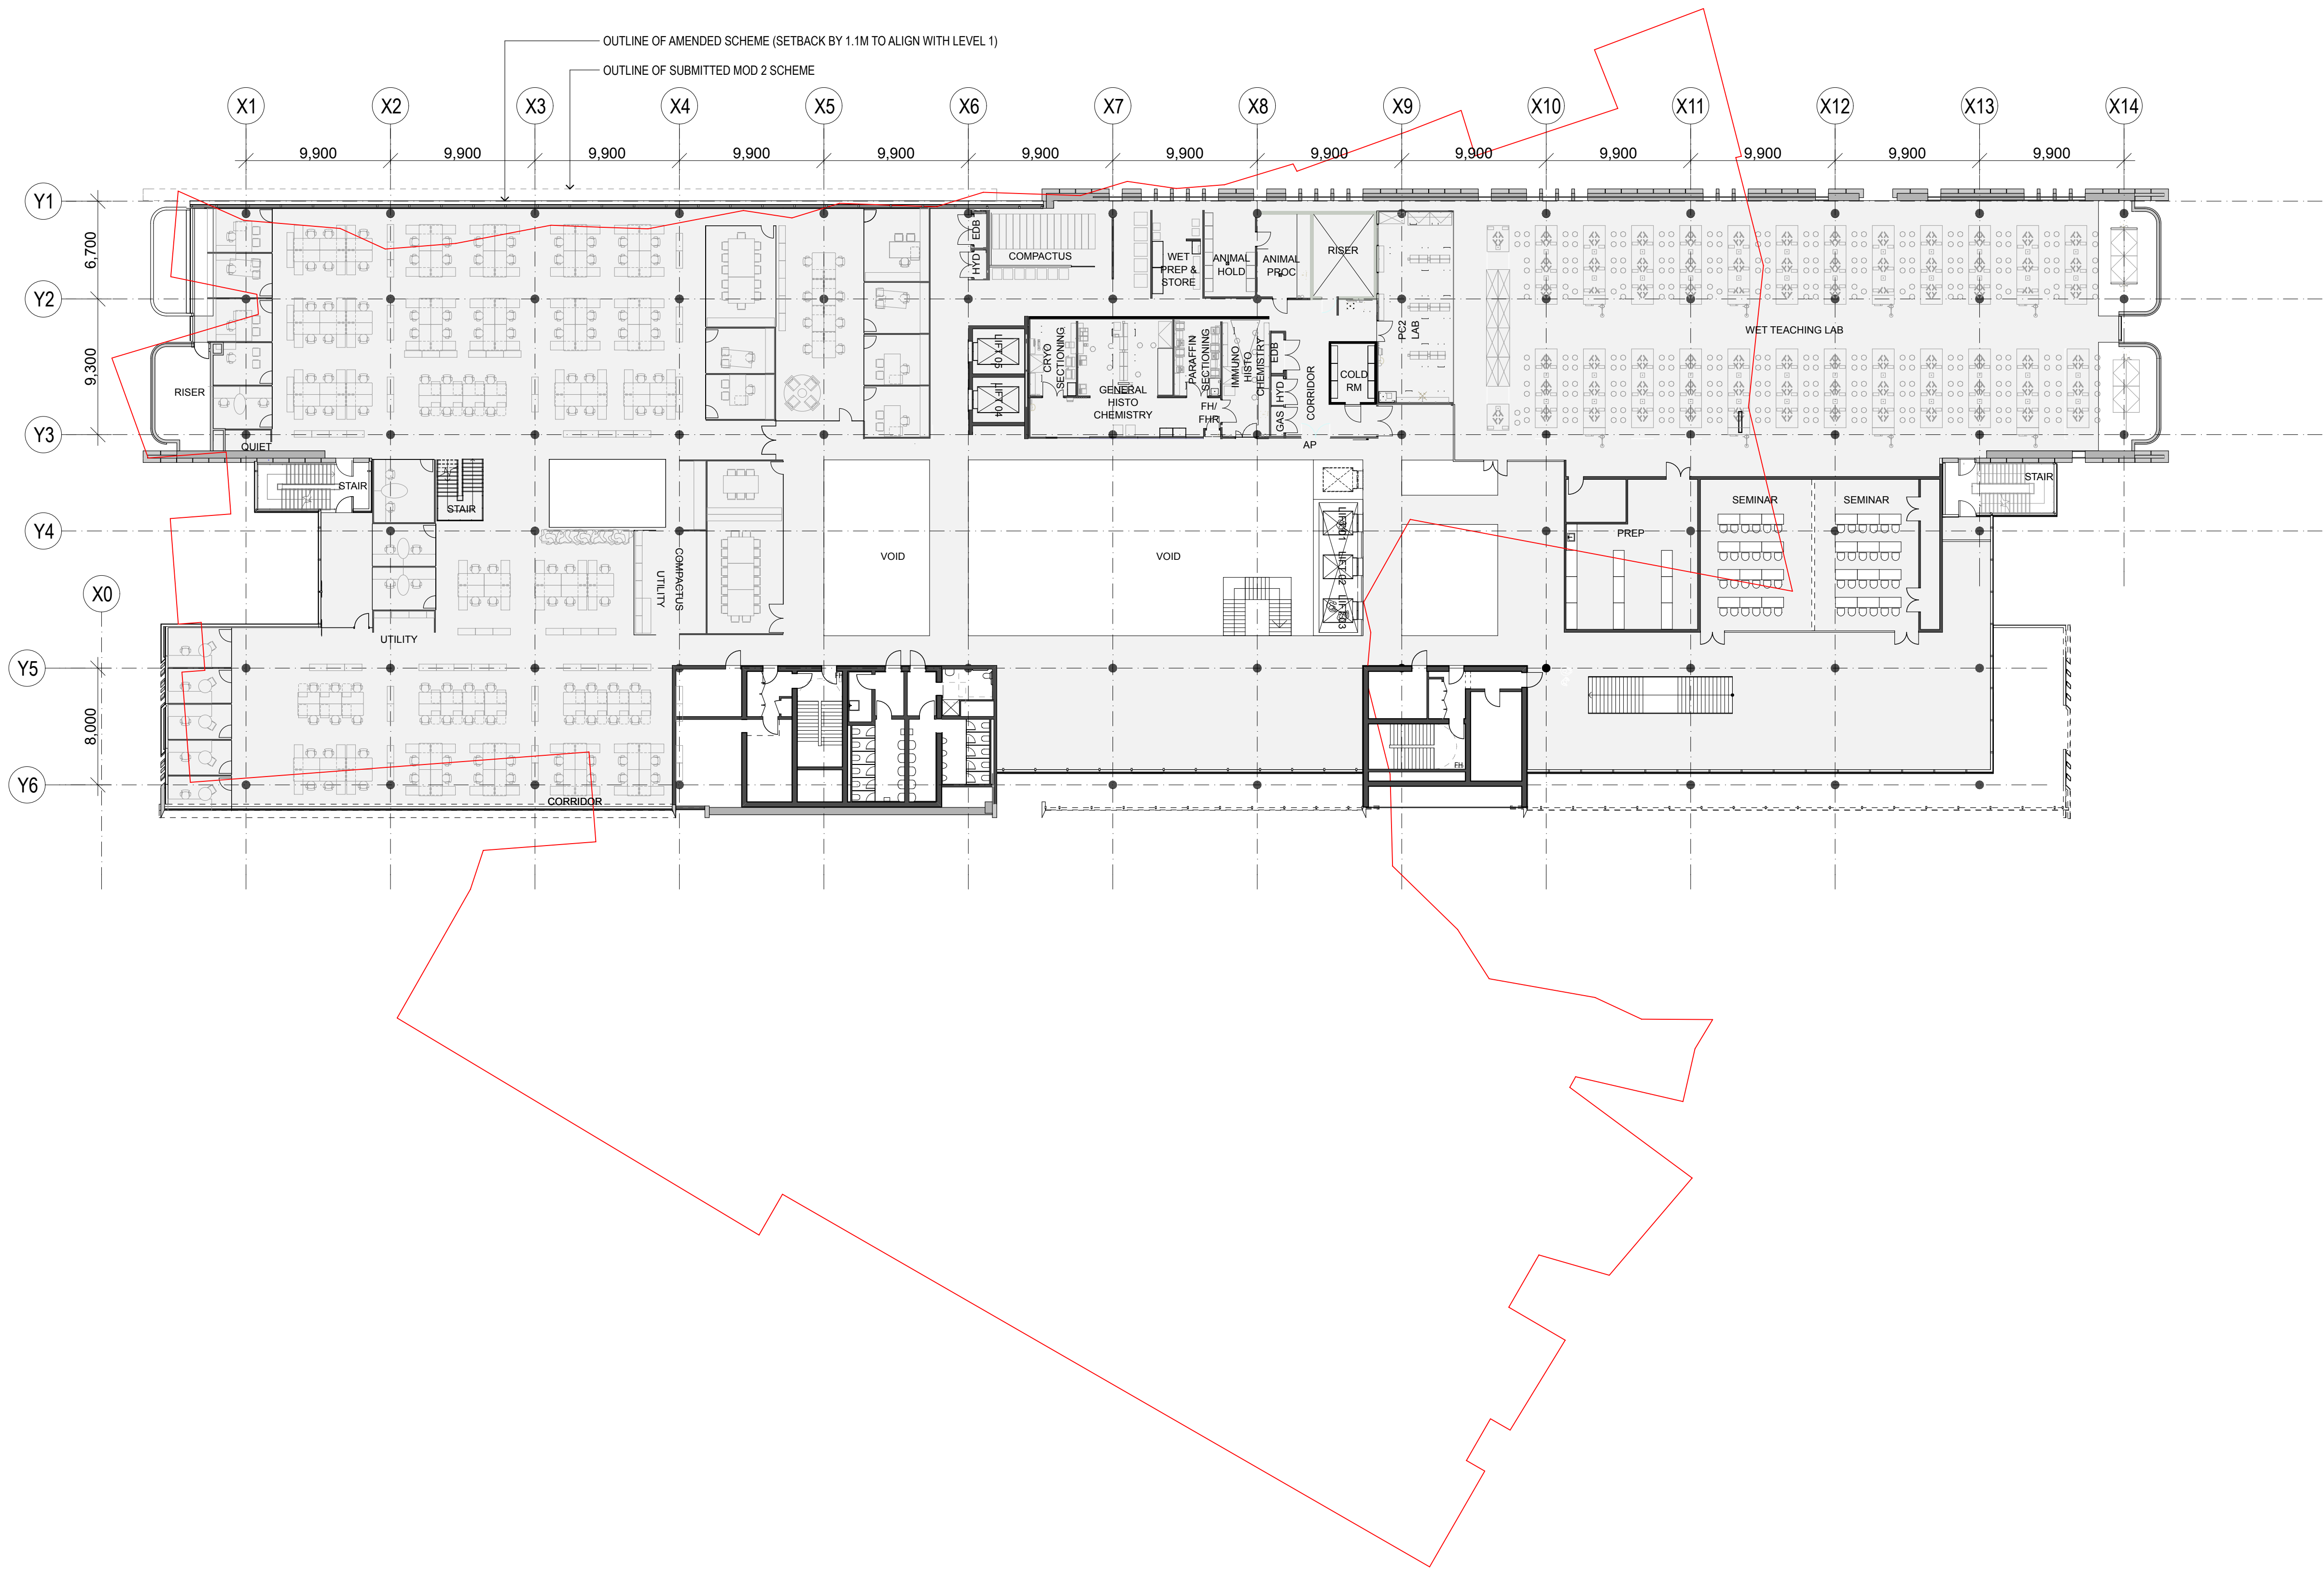 OUTLINE OF AMENDED SCHEME (SETBACK BY 1.1M TO ALIGN WITH LEVEL 1)
OUTLINE OF SUBMITTED MOD 2 SCHEME
X1
X2
X3
X4
X5
X6
X7
X8
X9
X10
X11
X12
X13
X14
9,900
9,900
9,900
9,900
9,900
9,900
9,900
9,900
9,900
9,900
9,900
9,900
9,900
Y1
6,700
Y2
9,300
Y3
Y4
X0
Y5
8,000
Y6
EDB
HYD
COMPACTUS
WET
PREP &
STORE
ANIMAL
HOLD
ANIMAL
PROC
RISER
PC2
LAB
WET TEACHING LAB
RISER
QUIET
LIFT 05
LIFT 04
CRYO
SECTIONING
GENERAL
HISTO
CHEMISTRY
PARAFFIN
SECTIONING
IMMUNO
HISTO
CHEMISTRY
FH/
FHR
EDB
HYD
GAS
CORRIDOR
COLD
RM
AP
STAIR
STAIR
COMPACTUS
UTILITY
UTILITY
VOID
VOID
LIFT 01
LIFT 02
LIFT 03
PREP
SEMINAR
SEMINAR
STAIR
FH
FH
CORRIDOR